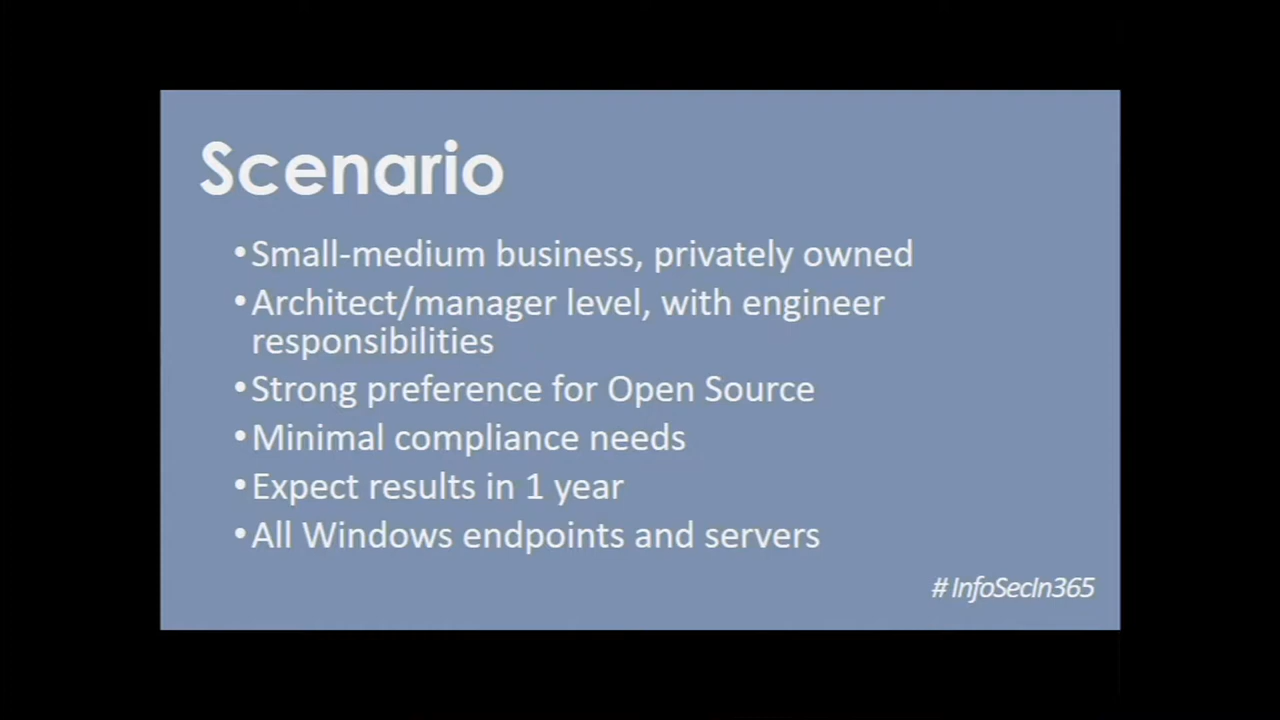 Scenario
•Small-medium business, privately owned
•Architect/manager level, with engineer
responsibilities
•Strong preference for Open Source
•Minimal compliance needs
•Expect results in 1 year
•All Windows endpoints and servers
#InfoSecIn365